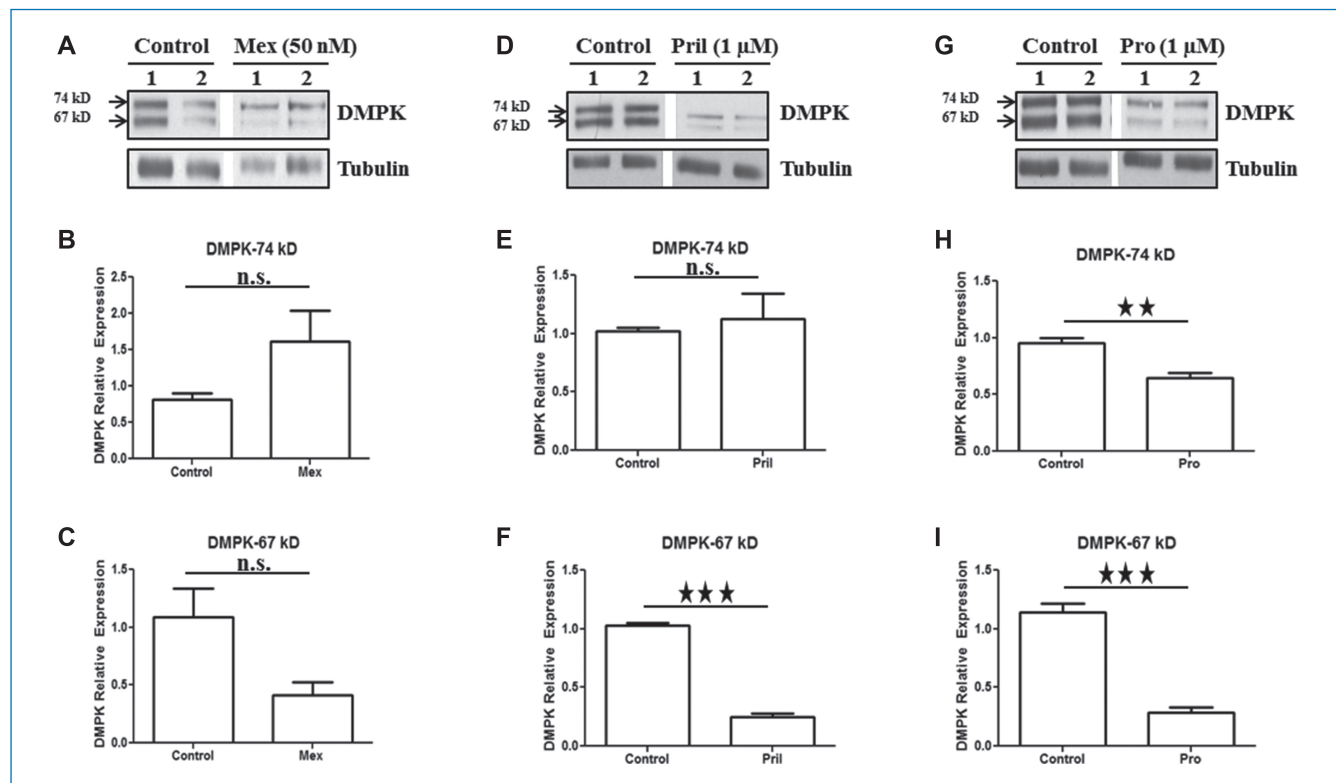 A
Control Mex (50 nM)
1 2 1 2
74 kD
67 kD
DMPK
Tubulin
D
Control Pril (1 µM)
1 2 1 2
74 kD
67 kD
DMPK
Tubulin
G
Control Pro (1 µM)
1 2 1 2
74 kD
67 kD
DMPK
Tubulin
B
DMPK-74 kD
n.s.
DMPK Relative Expression
2.5
2.0
1.5
1.0
0.5
0.0
Control Mex
E
DMPK-74 kD
n.s.
DMPK Relative Expression
1.5
1.0
0.5
0.0
Control Pril
H
DMPK-74 kD
★★
DMPK Relative Expression
1.5
1.0
0.5
0.0
Control Pro
C
DMPK-67 kD
n.s.
DMPK Relative Expression
1.5
1.0
0.5
0.0
Control Mex
F
DMPK-67 kD
★★★
DMPK Relative Expression
1.5
1.0
0.5
0.0
Control Pril
I
DMPK-67 kD
★★★
DMPK Relative Expression
1.5
1.0
0.5
0.0
Control Pro